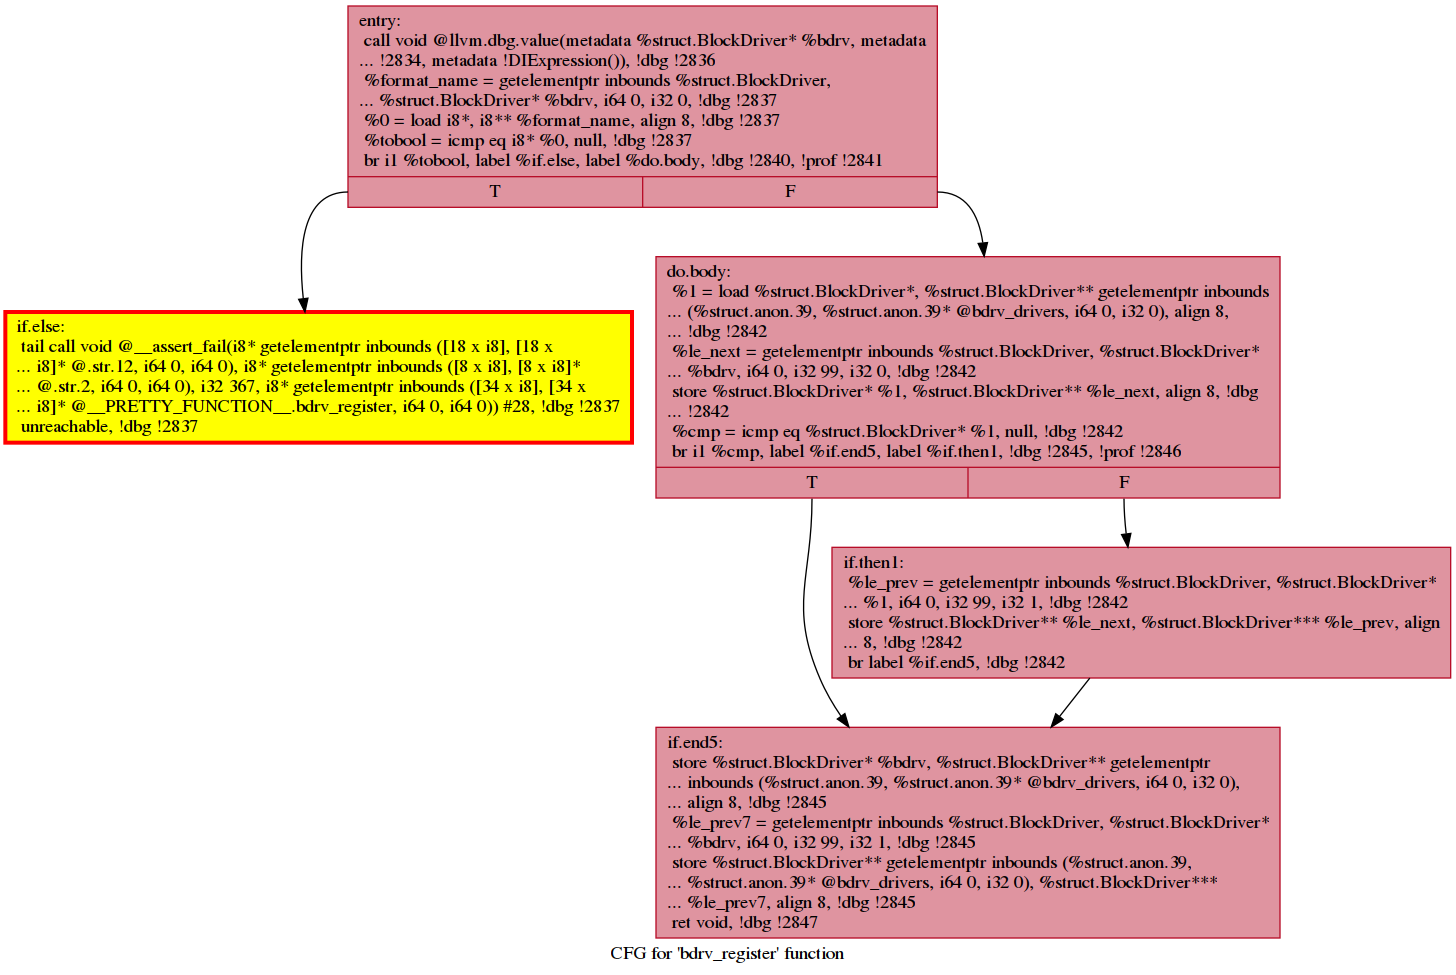 entry:
call void @llvm.dbg.value(metadata %struct.BlockDriver* %bdrv, metadata
... !2834, metadata !DIExpression()), !dbg !2836
%format_name = getelementptr inbounds %struct.BlockDriver,
... %struct.BlockDriver* %bdrv, i64 0, i32 0, !dbg !2837
%0 = load i8*, i8** %format_name, align 8, !dbg !2837
%tobool = icmp eq i8* %0, null, !dbg !2837
br i1 %tobool, label %if.else, label %do.body, !dbg !2840, !prof !2841
T F
do.body:
%1 = load %struct.BlockDriver*, %struct.BlockDriver** getelementptr inbounds
... (%struct.anon.39, %struct.anon.39* @bdrv_drivers, i64 0, i32 0), align 8,
... !dbg !2842
%le_next = getelementptr inbounds %struct.BlockDriver, %struct.BlockDriver*
... %bdrv, i64 0, i32 99, i32 0, !dbg !2842
store %struct.BlockDriver* %1, %struct.BlockDriver** %le_next, align 8, !dbg
... !2842
%cmp = icmp eq %struct.BlockDriver* %1, null, !dbg !2842
br i1 %cmp, label %if.end5, label %if.then1, !dbg !2845, !prof !2846
T F
if.else:
tail call void @__assert_fail(i8* getelementptr inbounds ([18 x i8], [18 x
... i8]* @.str.12, i64 0, i64 0), i8* getelementptr inbounds ([8 x i8], [8 x i8]*
... @.str.2, i64 0, i64 0), i32 367, i8* getelementptr inbounds ([34 x i8], [34 x
... i8]* @__PRETTY_FUNCTION__.bdrv_register, i64 0, i64 0)) #28, !dbg !2837
unreachable, !dbg !2837
if.then1:
%le_prev = getelementptr inbounds %struct.BlockDriver, %struct.BlockDriver*
... %1, i64 0, i32 99, i32 1, !dbg !2842
store %struct.BlockDriver** %le_next, %struct.BlockDriver*** %le_prev, align
... 8, !dbg !2842
br label %if.end5, !dbg !2842
if.end5:
store %struct.BlockDriver* %bdrv, %struct.BlockDriver** getelementptr
... inbounds (%struct.anon.39, %struct.anon.39* @bdrv_drivers, i64 0, i32 0),
... align 8, !dbg !2845
%le_prev7 = getelementptr inbounds %struct.BlockDriver, %struct.BlockDriver*
... %bdrv, i64 0, i32 99, i32 1, !dbg !2845
store %struct.BlockDriver** getelementptr inbounds (%struct.anon.39,
... %struct.anon.39* @bdrv_drivers, i64 0, i32 0), %struct.BlockDriver***
... %le_prev7, align 8, !dbg !2845
ret void, !dbg !2847
CFG for 'bdrv_register' function